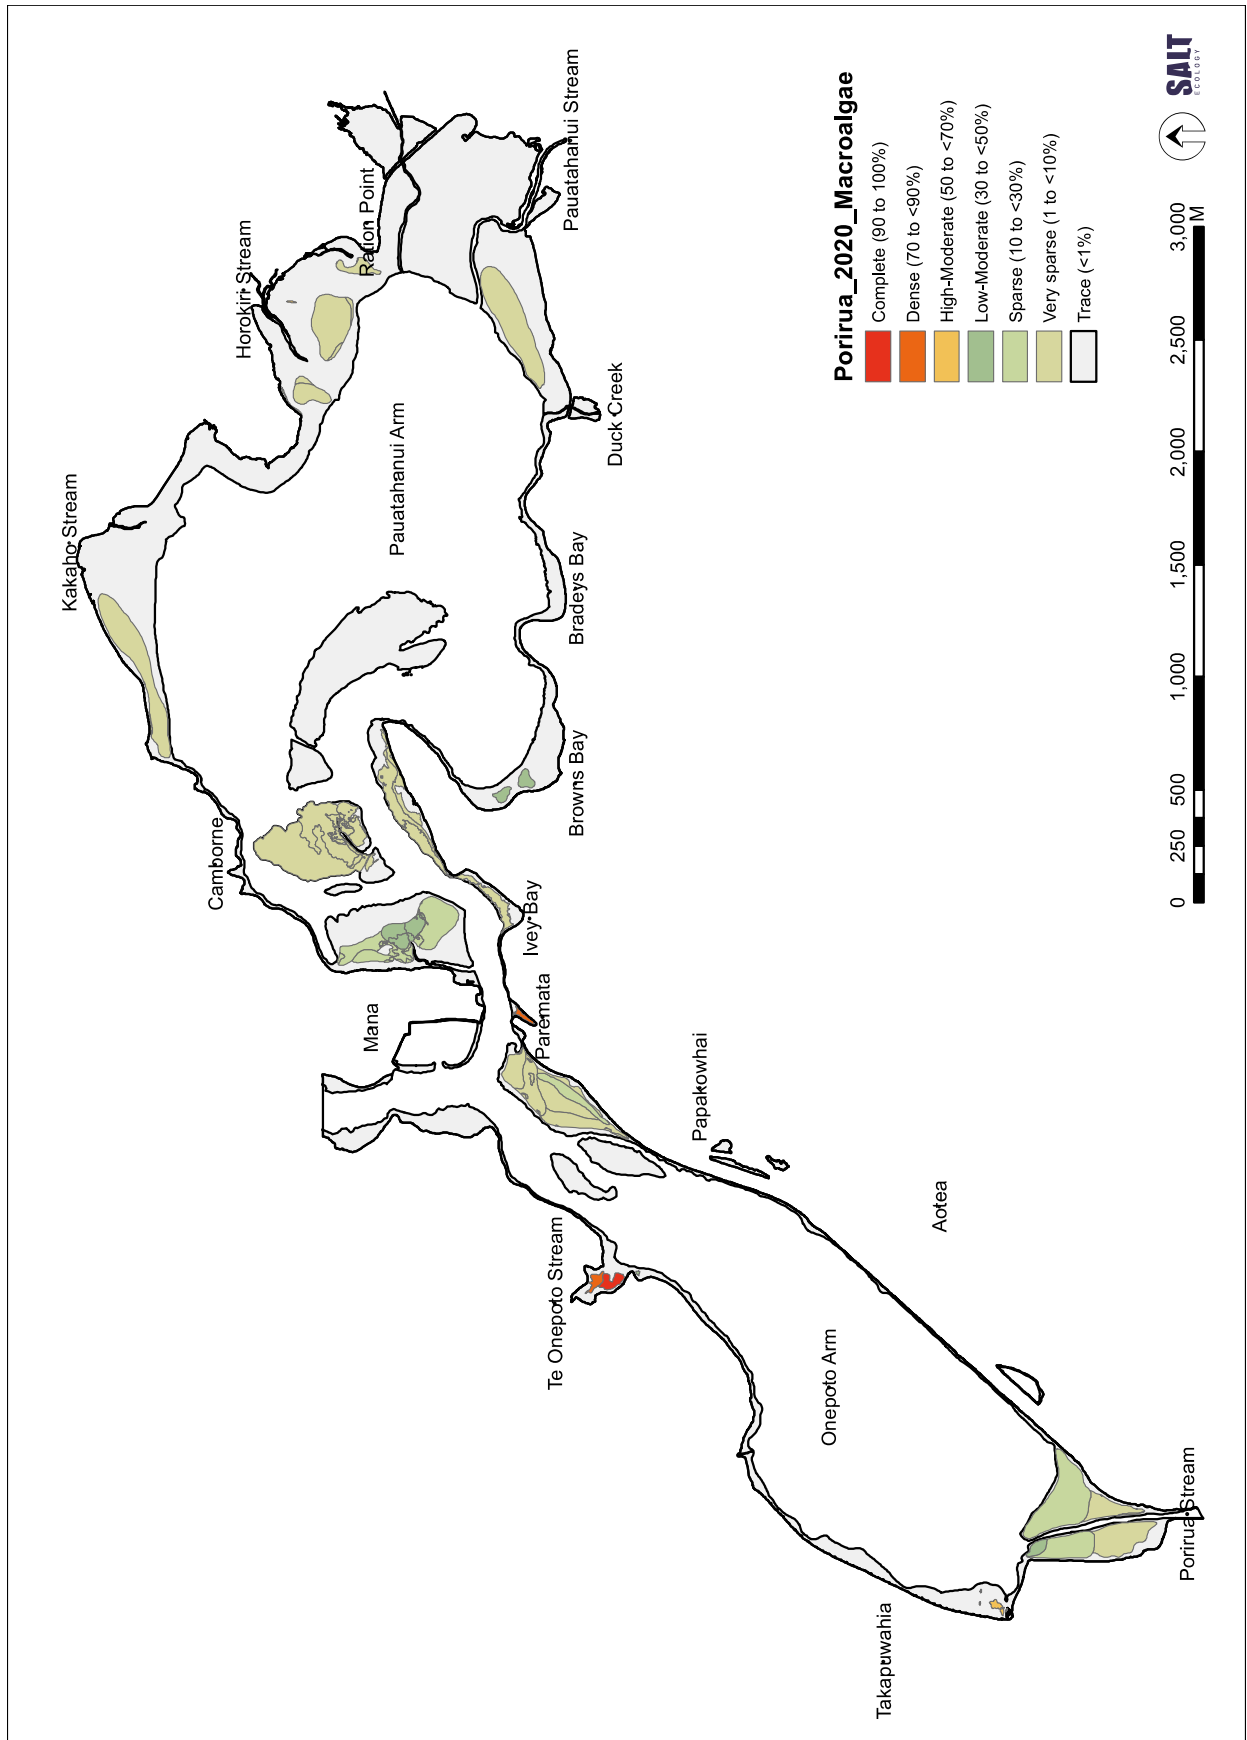 Kakaho Stream
Horokiri Stream
Ration Point
Pauatahanui Stream
Pauatahanui Arm
Duck Creek
Bradeys Bay
Browns Bay
Camborne
Ivey Bay
Mana
Paremata
Papakowhai
Te Onepoto Stream
Aotea
Onepoto Arm
Takapuwahia
Porirua Stream
Porirua_2020_Macroalgae
Complete (90 to 100%)
Dense (70 to <90%)
High-Moderate (50 to <70%)
Low-Moderate (30 to <50%)
Sparse (10 to <30%)
Very sparse (1 to <10%)
Trace (<1%)
0 250 500 1,000 1,500 2,000 2,500 3,000
M
SALT
ECOLOGY